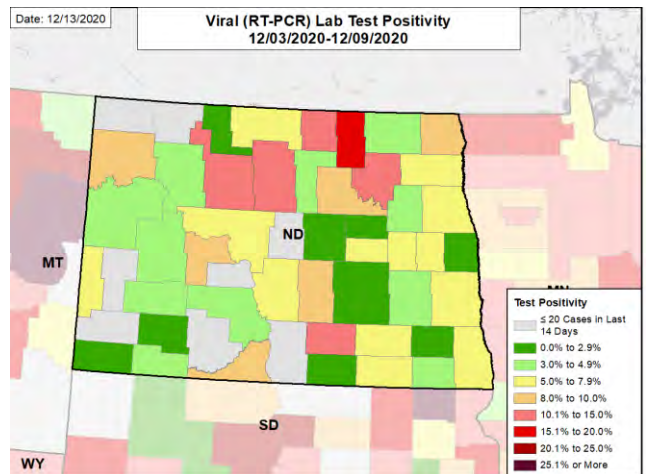 Date: 12/13/2020
Viral (RT-PCR) Lab Test Positivity
12/03/2020-12/09/2020
ND
MT
MN
Test Positivity
≤ 20 Cases in Last
14 Days
0.0% to 2.9%
3.0% to 4.9%
5.0% to 7.9%
8.0% to 10.0%
10.1% to 15.0%
15.1% to 20.0%
20.1% to 25.0%
25.1% or More
SD
WY